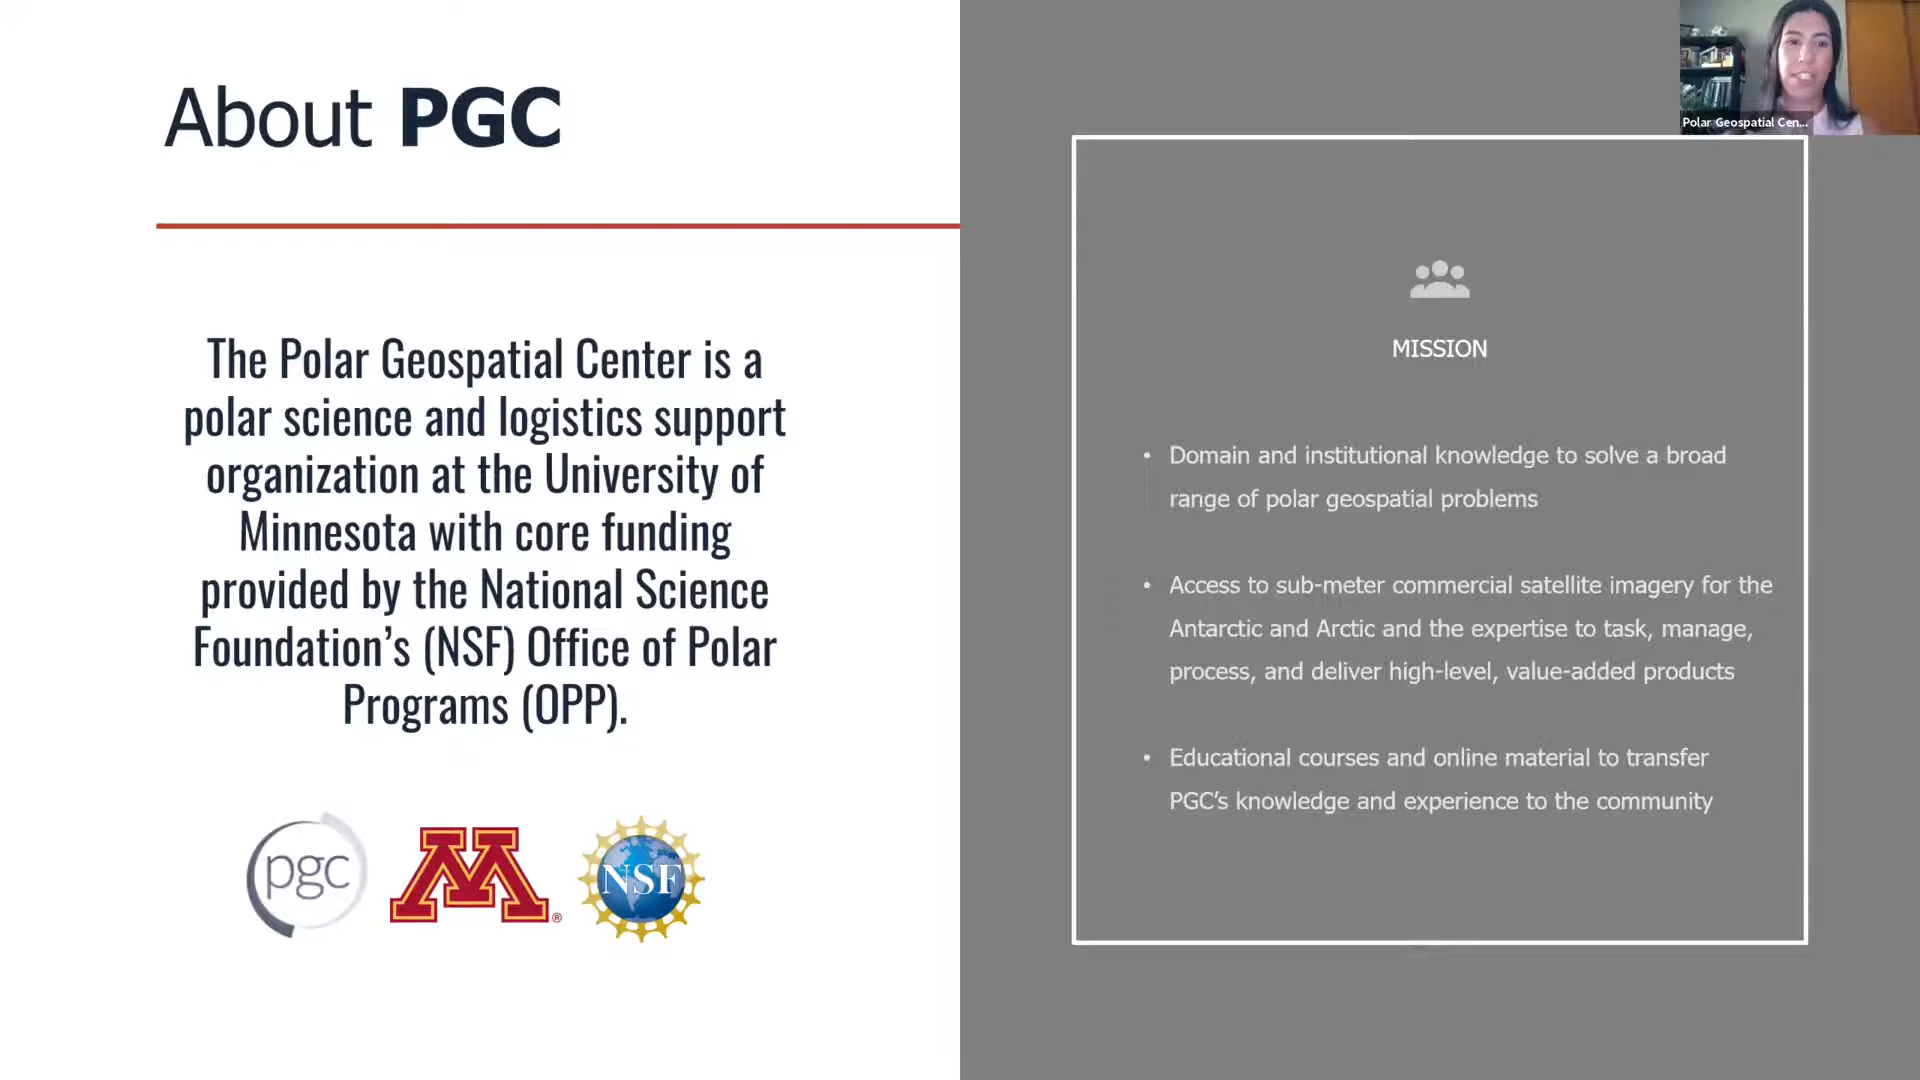 About PGC
The Polar Geospatial Center is a
polar science and logistics support
organization at the University of
Minnesota with core funding
provided by the National Science
Foundation’s (NSF) Office of Polar
Programs (OPP).
pgc
M
®
NSF
Polar Geospatial Cen...
MISSION
• Domain and institutional knowledge to solve a broad
range of polar geospatial problems
• Access to sub-meter commercial satellite imagery for the
Antarctic and Arctic and the expertise to task, manage,
process, and deliver high-level, value-added products
• Educational courses and online material to transfer
PGC’s knowledge and experience to the community